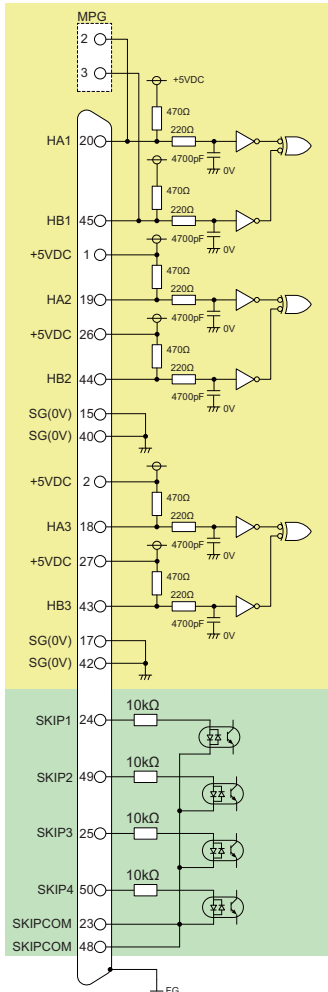 MPG
2
3
+5VDC
470Ω
220Ω
HA1 20
4700pF 0V
470Ω
220Ω
HB1 45
+5VDC 1
4700pF 0V
470Ω
220Ω
HA2 19
+5VDC 26
4700pF 0V
470Ω
220Ω
HB2 44
4700pF 0V
SG(0V) 15
SG(0V) 40
+5VDC 2
470Ω
220Ω
HA3 18
+5VDC 27
4700pF 0V
470Ω
220Ω
HB3 43
4700pF 0V
SG(0V) 17
SG(0V) 42
10kΩ
SKIP1 24
10kΩ
SKIP2 49
10kΩ
SKIP3 25
10kΩ
SKIP4 50
SKIPCOM 23
SKIPCOM 48
FG